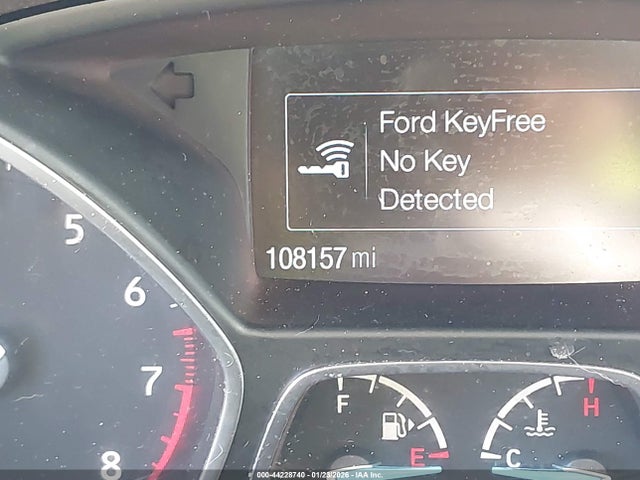 Ford KeyFree
No Key
Detected
108157 mi
5
6
7
8
F
E
C
H
000-44228740 - 01/23/2026 - IAA Inc.